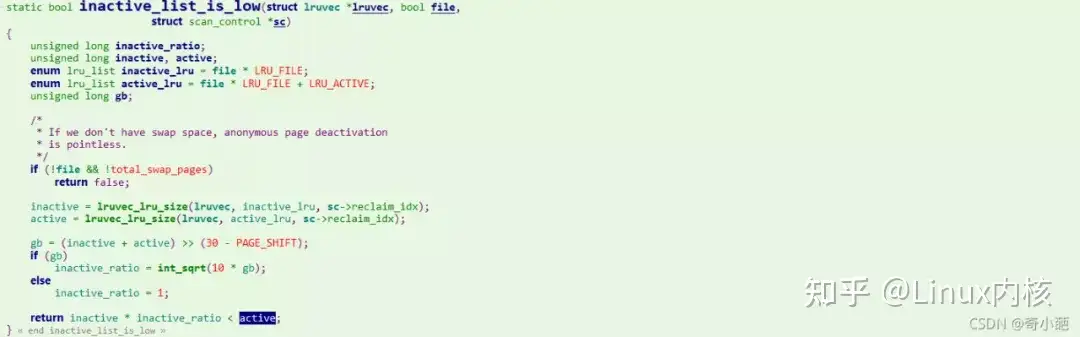 static bool inactive_list_is_low(struct lruvec *lruvec, bool file,
struct scan_control *sc)
{
unsigned long inactive_ratio;
unsigned long inactive, active;
enum lru_list inactive_lru = file * LRU_FILE;
enum lru_list active_lru = file * LRU_FILE + LRU_ACTIVE;
unsigned long gb;
/*
* If we don't have swap space, anonymous page deactivation
* is pointless.
*/
if (!file && !total_swap_pages)
return false;
inactive = lruvec_lru_size(lruvec, inactive_lru, sc->reclaim_idx);
active = lruvec_lru_size(lruvec, active_lru, sc->reclaim_idx);
gb = (inactive + active) >> (30 - PAGE_SHIFT);
if (gb)
inactive_ratio = int_sqrt(10 * gb);
else
inactive_ratio = 1;
return inactive * inactive_ratio < active;
} « end inactive_list_is_low »
知乎 @Linux内核
CSDN @奇小葩